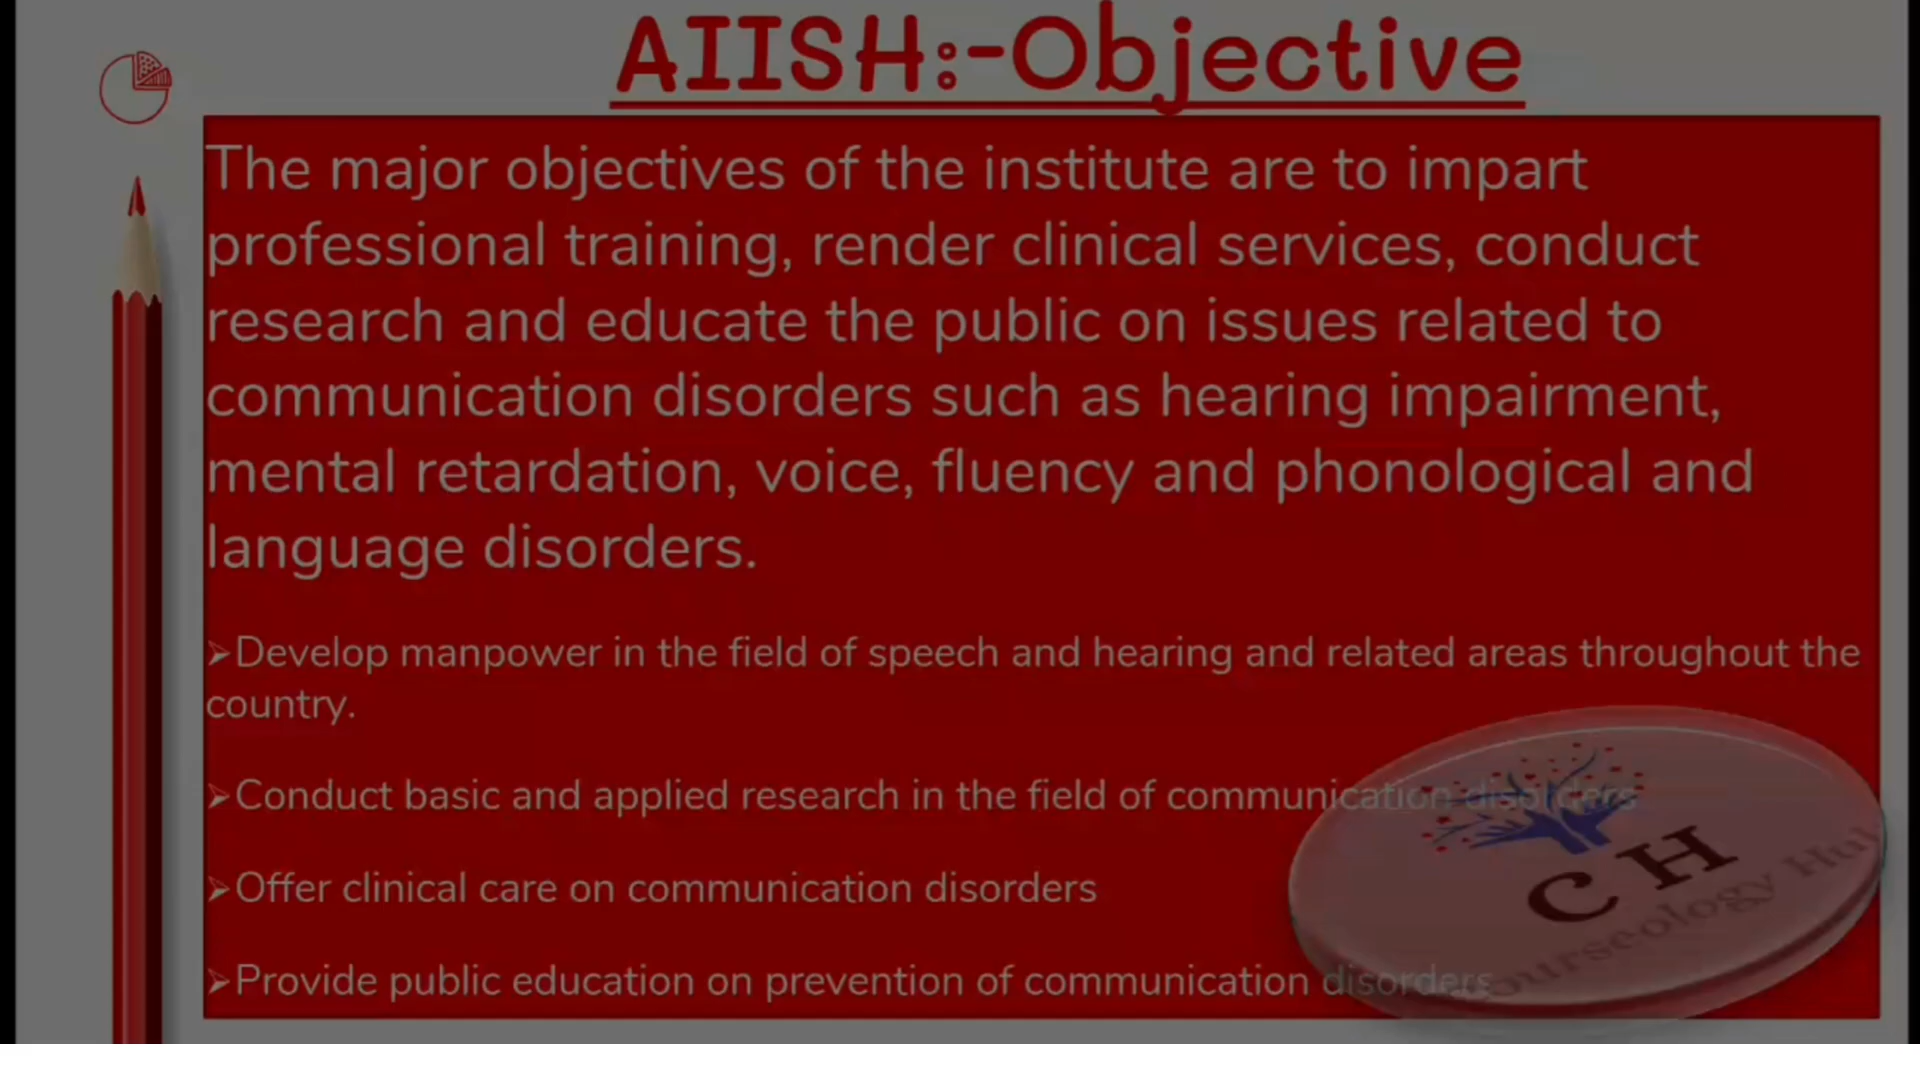 AIISH:-Objective
The major objectives of the institute are to impart
professional training, render clinical services, conduct
research and educate the public on issues related to
communication disorders such as hearing impairment,
mental retardation, voice, fluency and phonological and
language disorders.
➢Develop manpower in the field of speech and hearing and related areas throughout the
country.
➢Conduct basic and applied research in the field of communication disorders
➢Offer clinical care on communication disorders
➢Provide public education on prevention of communication disorders
C H
ourseology Hu